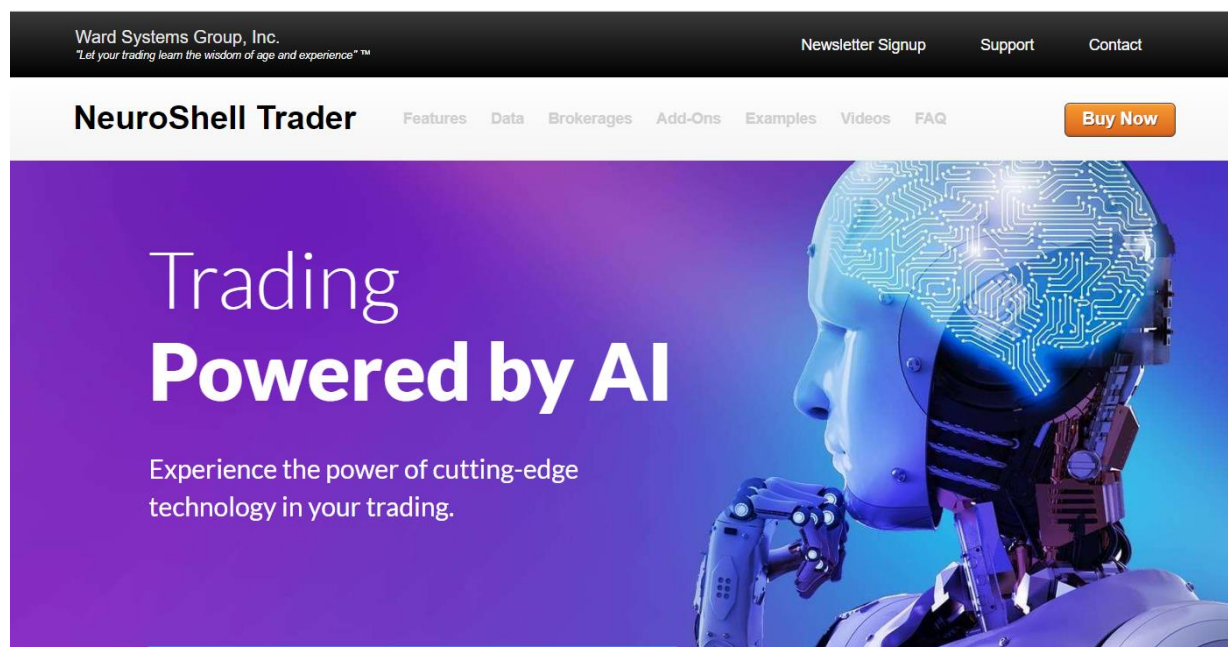 Ward Systems Group, Inc.
"Let your trading learn the wisdom of age and experience" ™
Newsletter Signup Support Contact
NeuroShell Trader Features Data Brokerages Add-Ons Examples Videos FAQ Buy Now
Trading
Powered by AI
Experience the power of cutting-edge
technology in your trading.